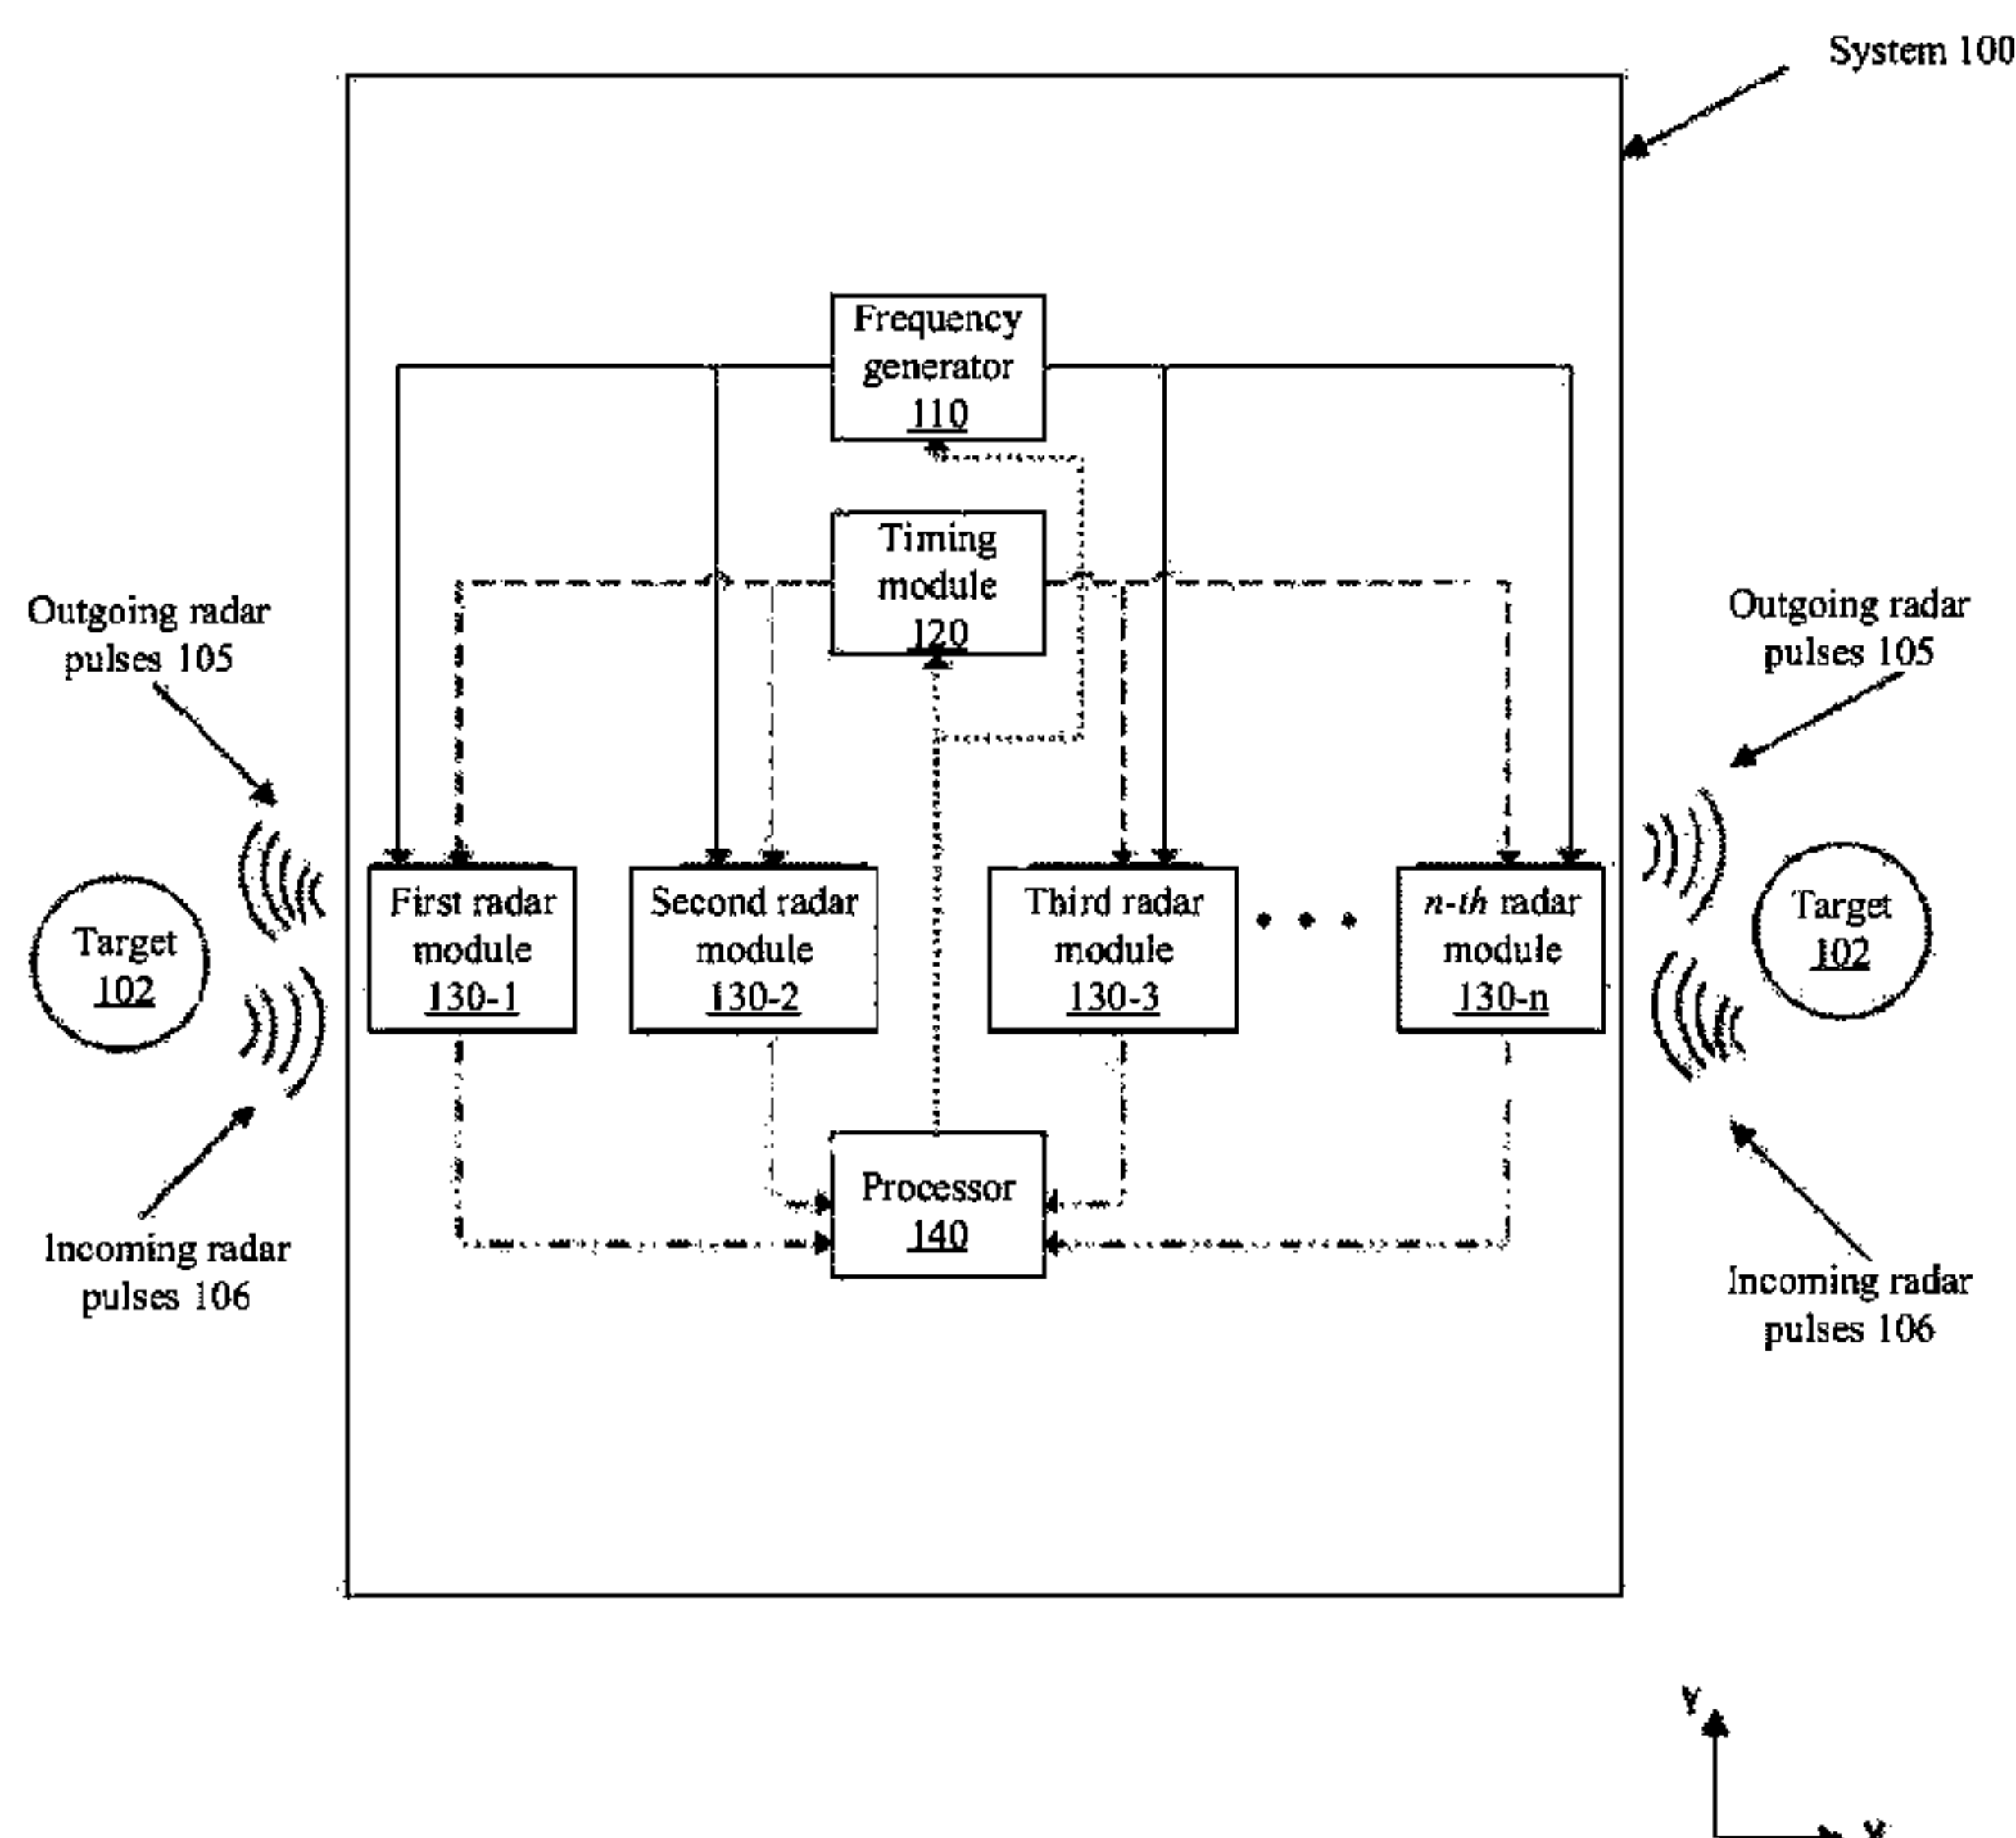 System 100
Frequency
generator
110
Timing
module
120
Outgoing radar
pulses 105
Outgoing radar
pulses 105
Target
102
First radar
module
130-1
Second radar
module
130-2
Third radar
module
130-3
n-th radar
module
130-n
Target
102
Processor
140
Incoming radar
pulses 106
Incoming radar
pulses 106
Y
X